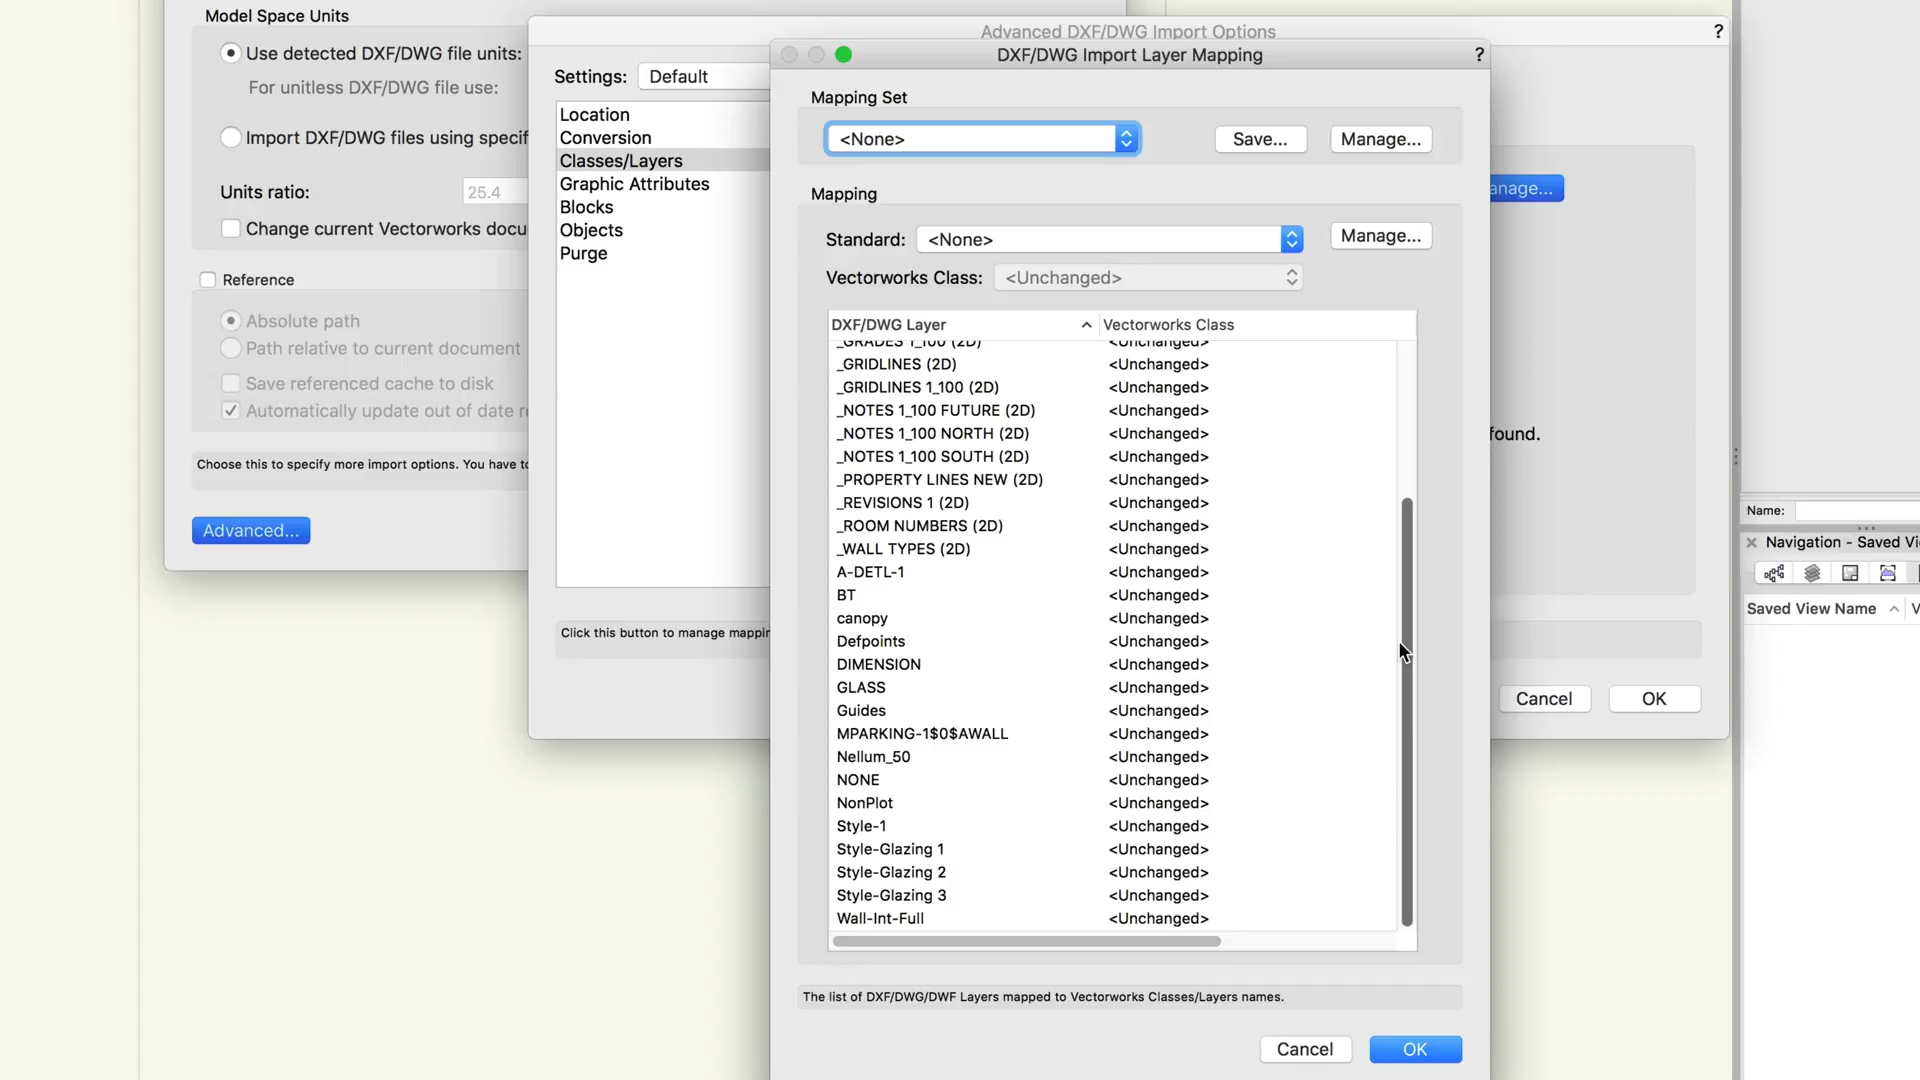 Model Space Units
Use detected DXF/DWG file units:
For unitless DXF/DWG file use:
Import DXF/DWG files using specif
Units ratio:
25.4
Change current Vectorworks docu
Reference
Absolute path
Path relative to current document
Save referenced cache to disk
Automatically update out of date r
Choose this to specify more import options. You have to
Advanced...
Advanced DXF/DWG Import Options
?
Settings:
Default
Location
Conversion
Classes/Layers
Graphic Attributes
Blocks
Objects
Purge
Click this button to manage mappin
anage...
found.
Cancel
OK
DXF/DWG Import Layer Mapping
?
Mapping Set
<None>
Save...
Manage...
Mapping
Standard:
<None>
Manage...
Vectorworks Class:
<Unchanged>
DXF/DWG Layer
Vectorworks Class
_GRADES 1_100 (2D) <Unchanged>
_GRIDLINES (2D) <Unchanged>
_GRIDLINES 1_100 (2D) <Unchanged>
_NOTES 1_100 FUTURE (2D) <Unchanged>
_NOTES 1_100 NORTH (2D) <Unchanged>
_NOTES 1_100 SOUTH (2D) <Unchanged>
_PROPERTY LINES NEW (2D) <Unchanged>
_REVISIONS 1 (2D) <Unchanged>
_ROOM NUMBERS (2D) <Unchanged>
_WALL TYPES (2D) <Unchanged>
A-DETL-1 <Unchanged>
BT <Unchanged>
canopy <Unchanged>
Defpoints <Unchanged>
DIMENSION <Unchanged>
GLASS <Unchanged>
Guides <Unchanged>
MPARKING-1$0$AWALL <Unchanged>
Nellum_50 <Unchanged>
NONE <Unchanged>
NonPlot <Unchanged>
Style-1 <Unchanged>
Style-Glazing 1 <Unchanged>
Style-Glazing 2 <Unchanged>
Style-Glazing 3 <Unchanged>
Wall-Int-Full <Unchanged>
The list of DXF/DWG/DWF Layers mapped to Vectorworks Classes/Layers names.
Cancel
OK
Name:
Navigation - Saved Vi
Saved View Name
V